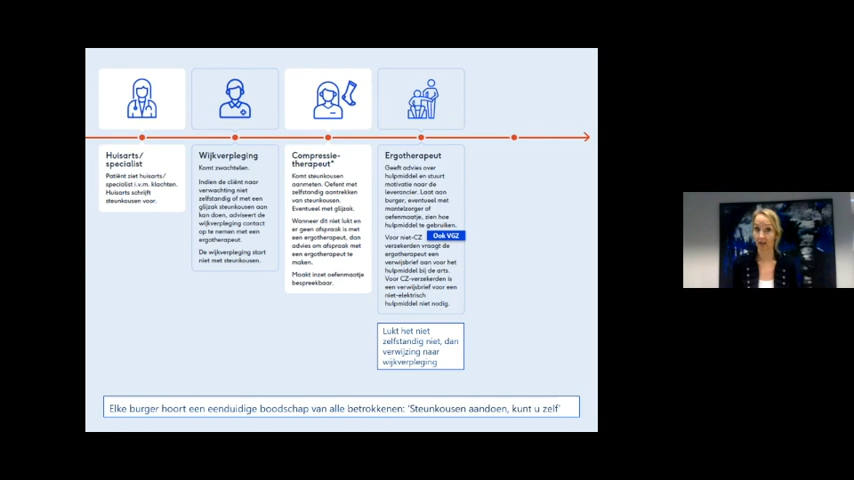 Huisarts/
specialist
Patiënt ziet huisarts/
specialist i.v.m. klachten.
Huisarts schrijft
steunkousen voor.
Wijkverpleging
Komt zwachtelen.
Indien de cliënt naar
verwachting niet
zelfstandig of met een
glijzak steunkousen aan
kan doen, adviseert de
wijkverpleging contact
op te nemen met een
ergotherapeut.
De wijkverpleging start
niet met steunkousen.
Compressie-
therapeut*
Komt steunkousen
aanmeten. Oefent met
zelfstandig aantrekken
van steunkousen.
Eventueel met glijzak.
Wanneer dit niet lukt en
er geen afspraak is met
een ergotherapeut, dan
advies om afspraak met
een ergotherapeut te
maken.
Maakt inzet oefenmaatje
bespreekbaar.
Ergotherapeut
Geeft advies over
hulpmiddel en stuurt
motivatie naar de
leverancier. Laat aan
burger, eventueel met
mantelzorger of
oefenmaatje, zien hoe
hulpmiddel te gebruiken.
Voor niet-CZ
Ook VGZ
verzekerden vraagt de
ergotherapeut een
verwijsbrief aan voor het
hulpmiddel bij de arts.
Voor CZ-verzekerden is
een verwijsbrief voor een
niet-elektrisch
hulpmiddel niet nodig.
Lukt het niet
zelfstandig niet, dan
verwijzing naar
wijkverpleging
Elke burger hoort een eenduidige boodschap van alle betrokkenen: 'Steunkousen aandoen, kunt u zelf'